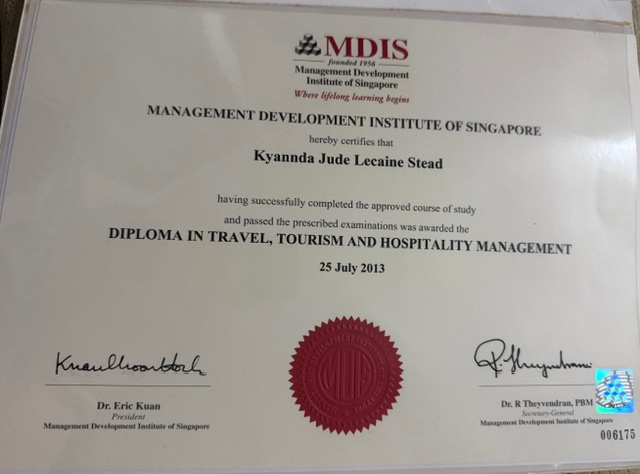 MDIS
founded 1956
Management Development
Institute of Singapore
Where lifelong learning begins
MANAGEMENT DEVELOPMENT INSTITUTE OF SINGAPORE
hereby certifies that
Kyannda Jude Lecaine Stead
having successfully completed the approved course of study
and passed the prescribed examinations was awarded the
DIPLOMA IN TRAVEL, TOURISM AND HOSPITALITY MANAGEMENT
25 July 2013
Dr. Eric Kuan
President
Management Development Institute of Singapore
Dr. R Theyvendran, PBM
Secretary-General
Management Development Institute of Singapore
006175